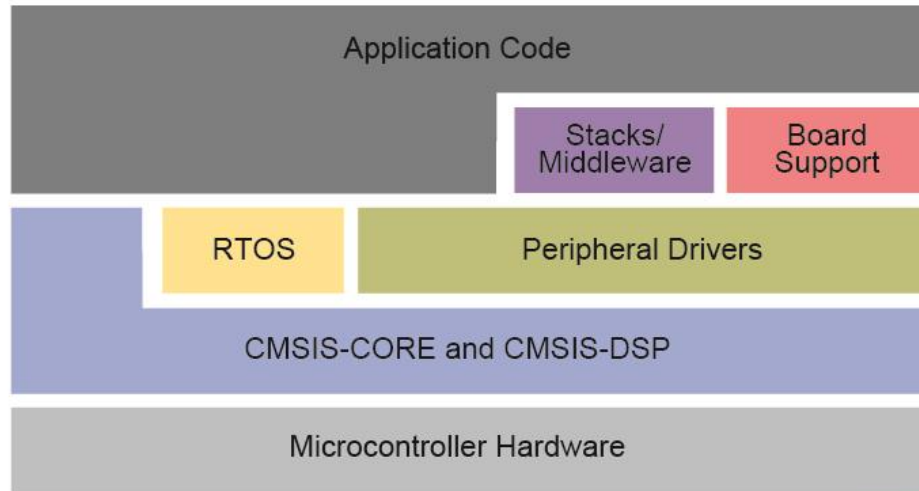 Application Code
Stacks/
Middleware
Board
Support
RTOS
Peripheral Drivers
CMSIS-CORE and CMSIS-DSP
Microcontroller Hardware